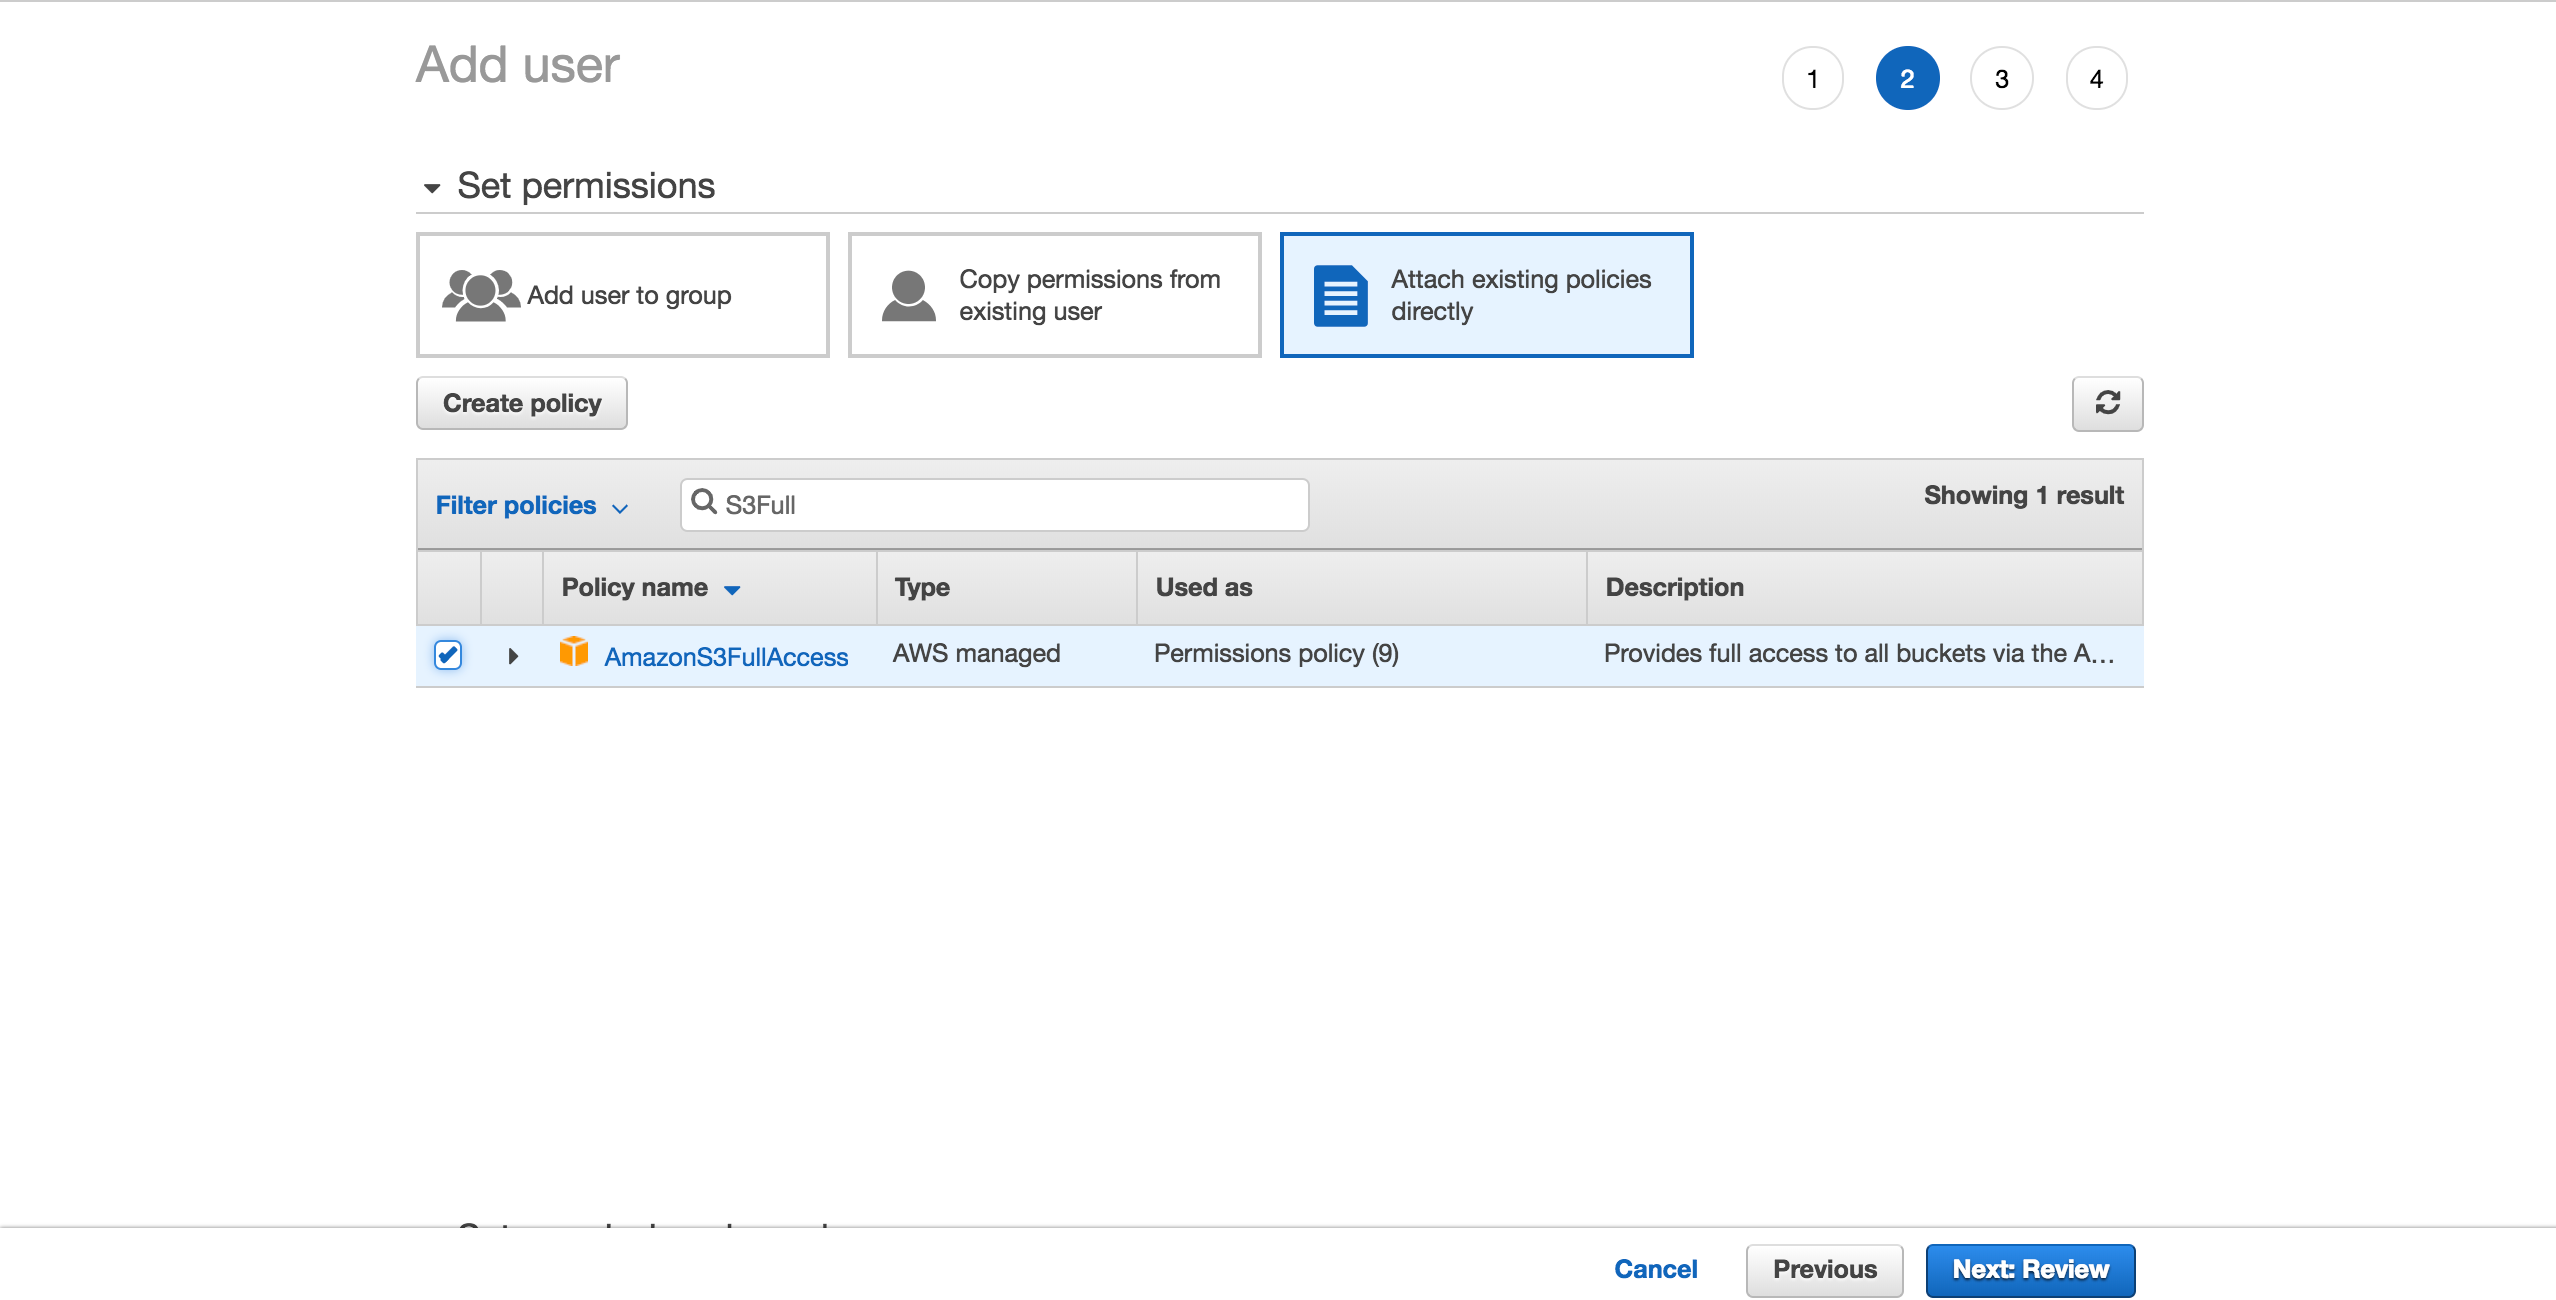 Add user
1 2 3 4
Set permissions
Add user to group
Copy permissions from
existing user
Attach existing policies
directly
Create policy
Filter policies
S3Full
Showing 1 result
Policy name Type Used as Description
AmazonS3FullAccess AWS managed Permissions policy (9) Provides full access to all buckets via the A...
Cancel Previous Next: Review